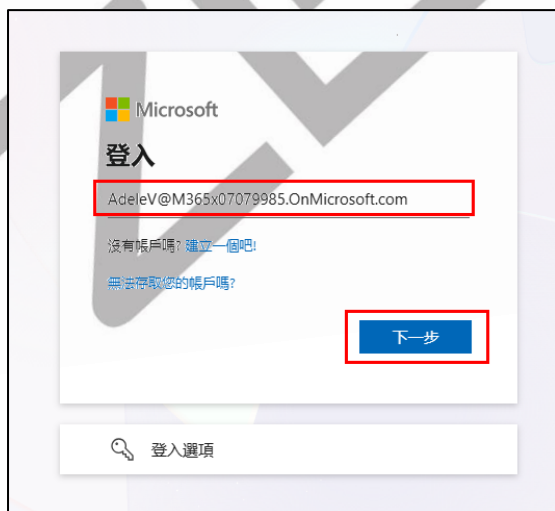 Microsoft
登入
AdeleV@M365x07079985.OnMicrosoft.com
沒有帳戶嗎? 建立一個吧!
無法存取您的帳戶嗎?
下一步
登入選項